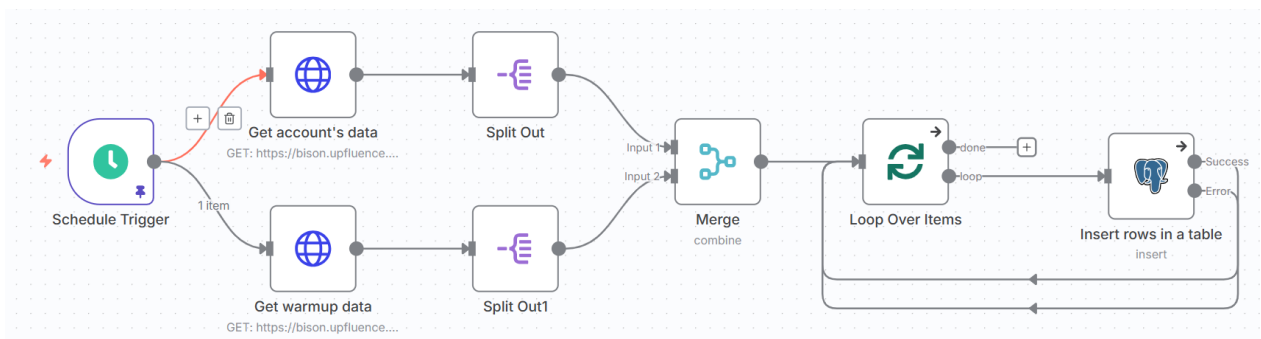 Get account's data
GET: https://bison.upfluence....
Split Out
Schedule Trigger
1 item
Get warmup data
GET: https://bison.upfluence....
Split Out1
Input 1
Input 2
Merge
combine
Loop Over Items
done
loop
Insert rows in a table
insert
Success
Error